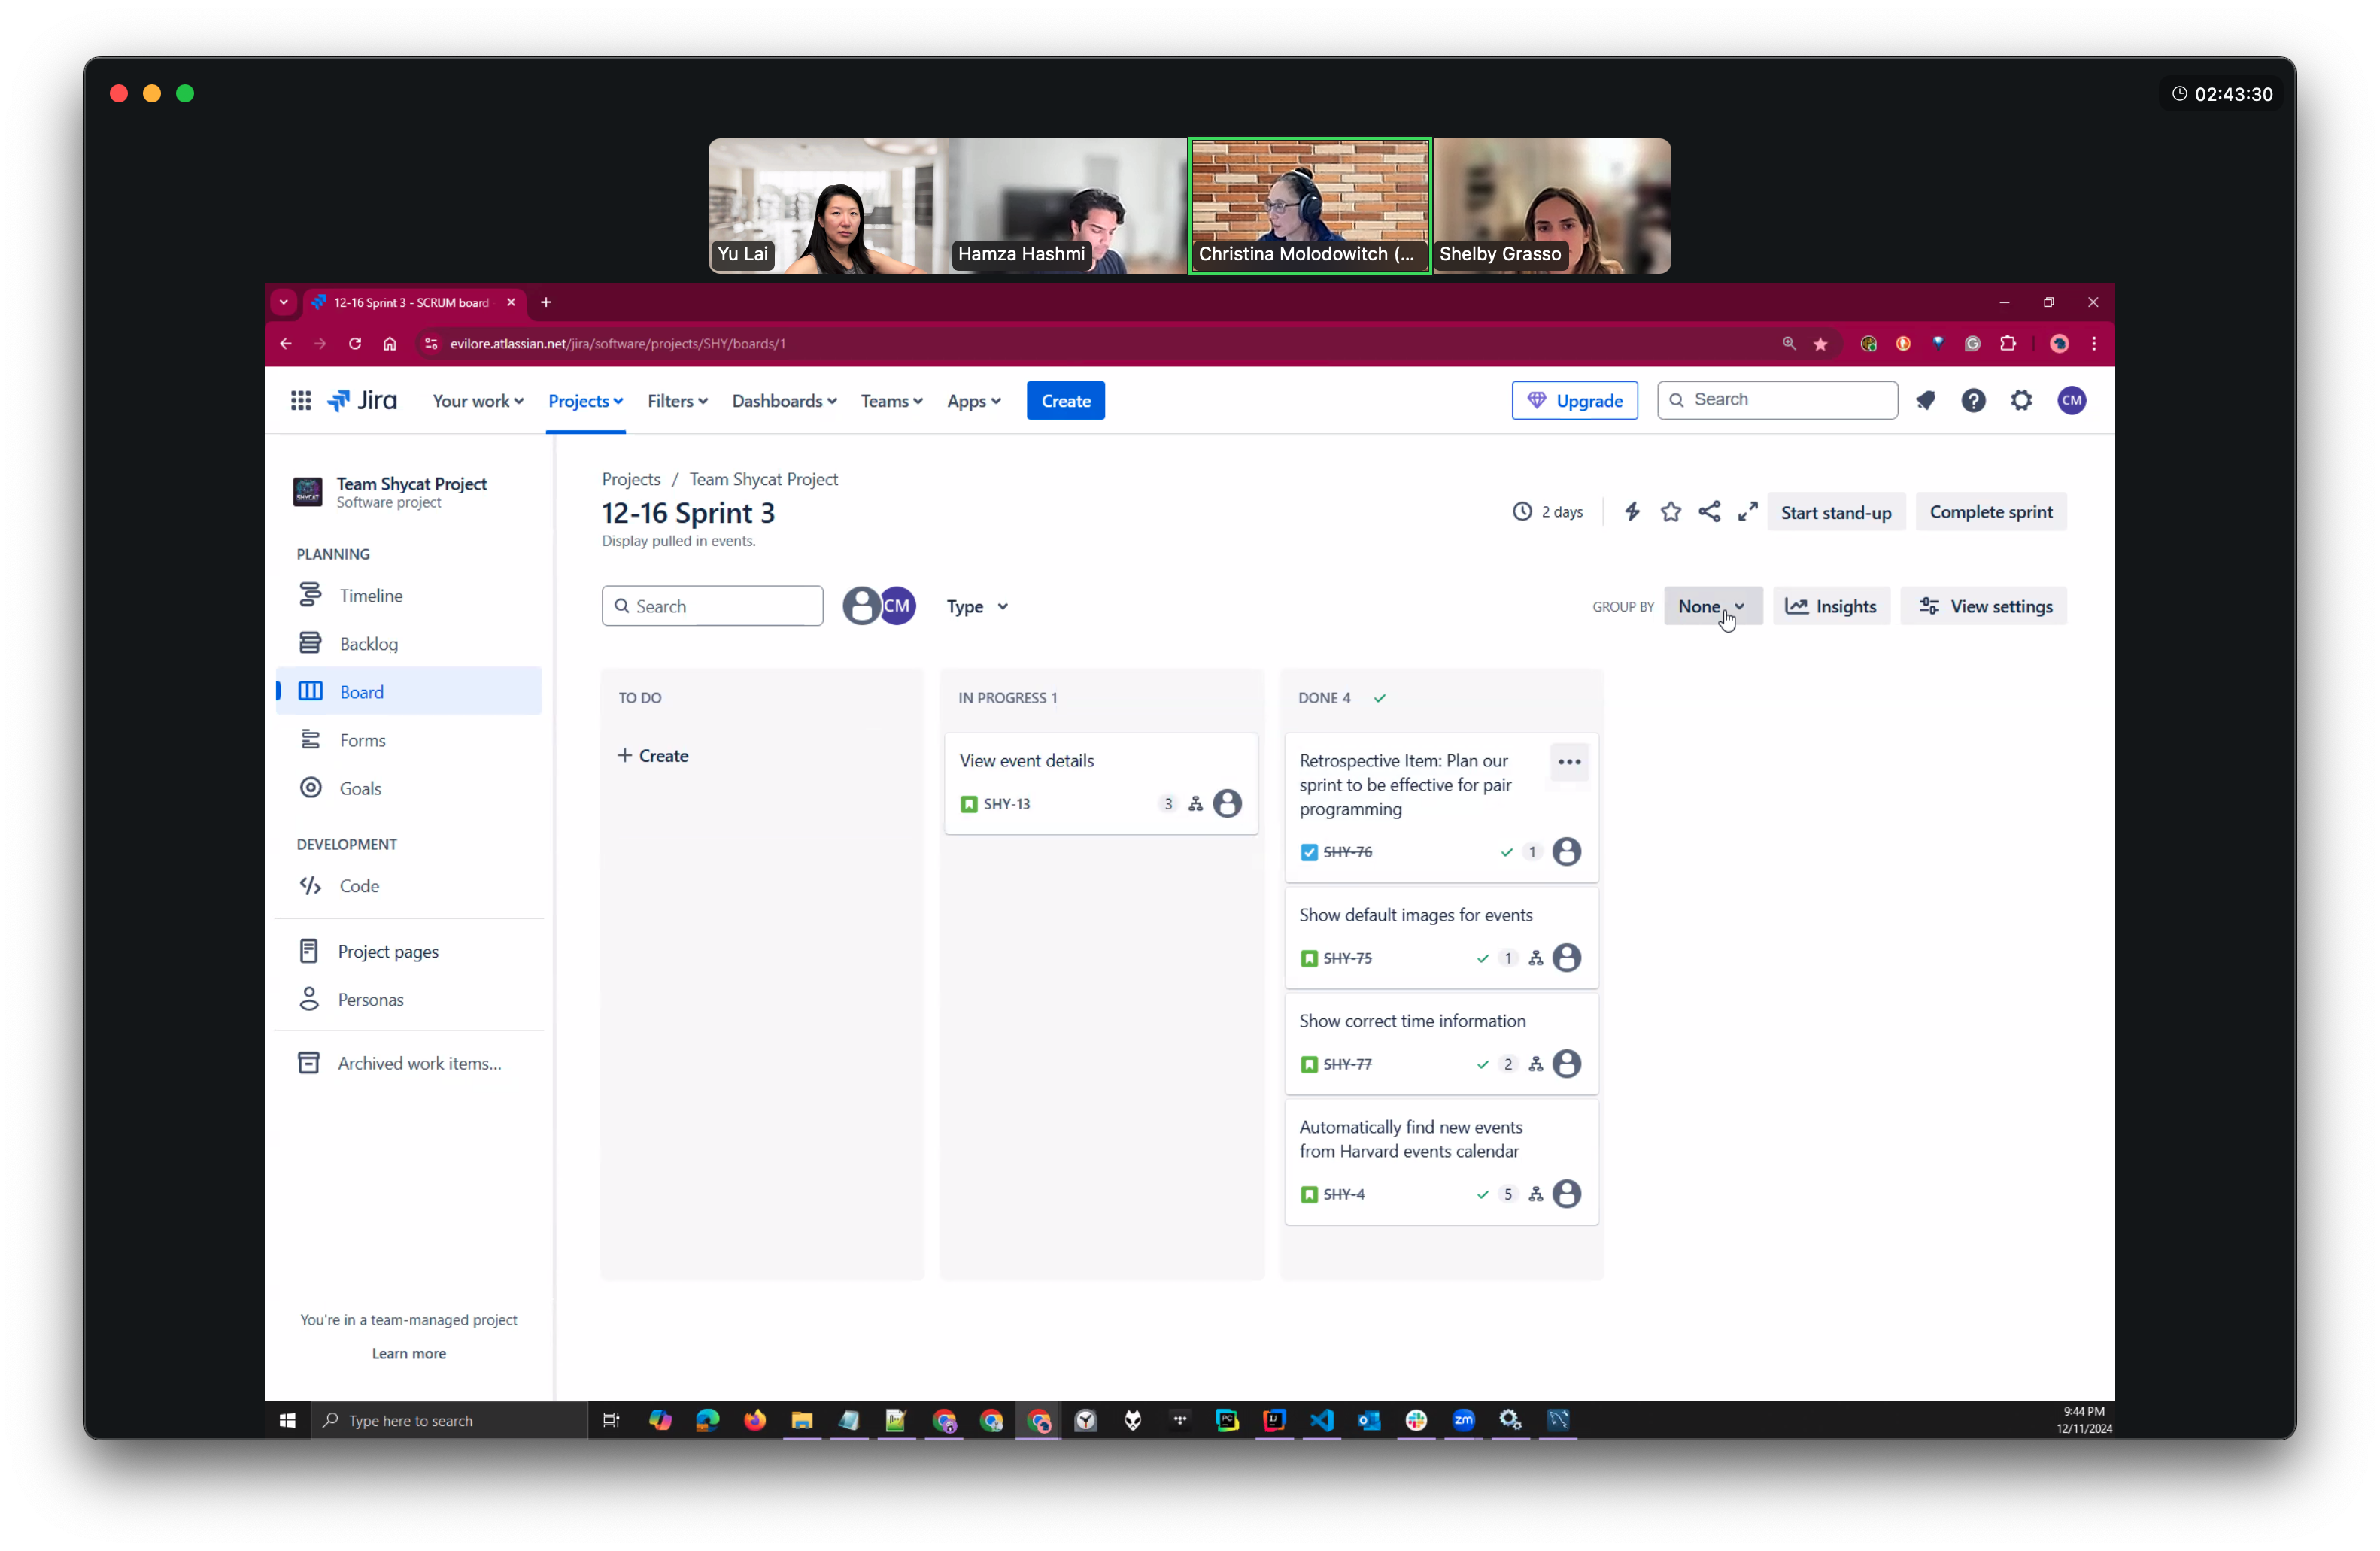 02:43:30
Yu Lai
Hamza Hashmi
Christina Molodowitch (...
Shelby Grasso
12-16 Sprint 3 - SCRUM board
evilore.atlassian.net/jira/software/projects/SHY/boards/1
Jira
Your work
Projects
Filters
Dashboards
Teams
Apps
Create
Upgrade
Search
CM
Team Shycat Project
Software project
PLANNING
Timeline
Backlog
Board
Forms
Goals
DEVELOPMENT
Code
Project pages
Personas
Archived work items...
You're in a team-managed project
Learn more
Projects / Team Shycat Project
12-16 Sprint 3
Display pulled in events.
2 days
Start stand-up
Complete sprint
Search
CM
Type
GROUP BY
None
Insights
View settings
TO DO
+ Create
IN PROGRESS 1
View event details
SHY-13
3
DONE 4
Retrospective Item: Plan our
sprint to be effective for pair
programming
SHY-76
1
Show default images for events
SHY-75
1
Show correct time information
SHY-77
2
Automatically find new events
from Harvard events calendar
SHY-4
5
Type here to search
zm
9:44 PM
12/11/2024